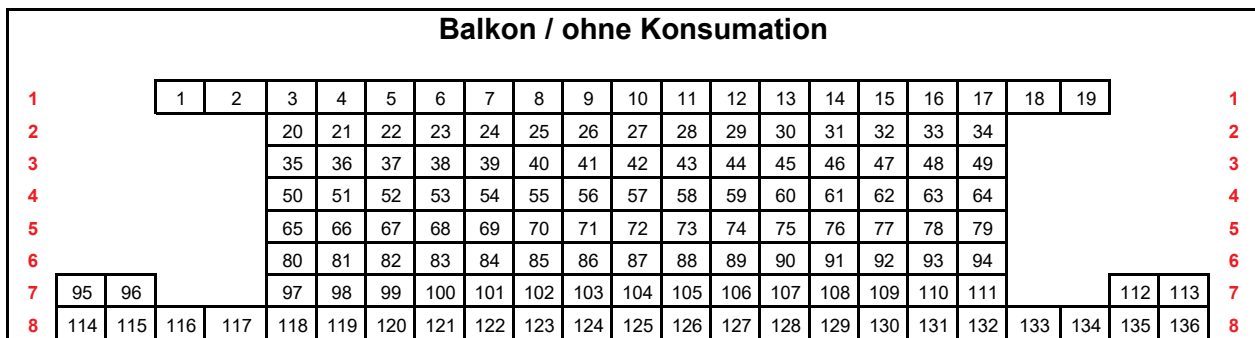 Balkon / ohne Konsumation
1 1 2 3 4 5 6 7 8 9 10 11 12 13 14 15 16 17 18 19 1
2 20 21 22 23 24 25 26 27 28 29 30 31 32 33 34 2
3 35 36 37 38 39 40 41 42 43 44 45 46 47 48 49 3
4 50 51 52 53 54 55 56 57 58 59 60 61 62 63 64 4
5 65 66 67 68 69 70 71 72 73 74 75 76 77 78 79 5
6 80 81 82 83 84 85 86 87 88 89 90 91 92 93 94 6
7 95 96 97 98 99 100 101 102 103 104 105 106 107 108 109 110 111 112 113 7
8 114 115 116 117 118 119 120 121 122 123 124 125 126 127 128 129 130 131 132 133 134 135 136 8